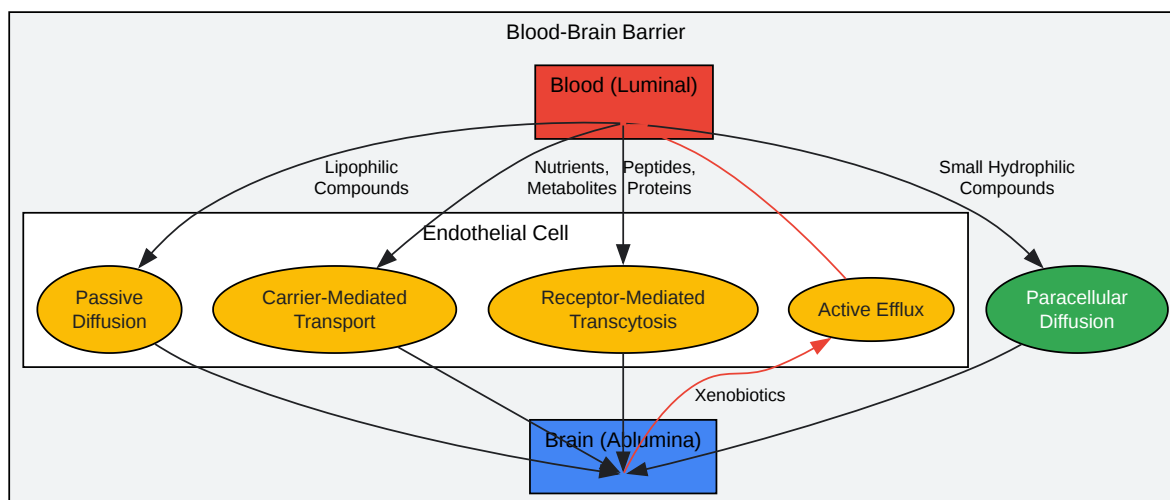 Blood-Brain Barrier
Blood (Luminal)
Lipophilic
Compounds
Nutrients,
Metabolites
Peptides,
Proteins
Small Hydrophilic
Compounds
Endothelial Cell
Passive
Diffusion
Carrier-Mediated
Transport
Receptor-Mediated
Transcytosis
Active Efflux
Paracellular
Diffusion
Xenobiotics
Brain (Ablumina)